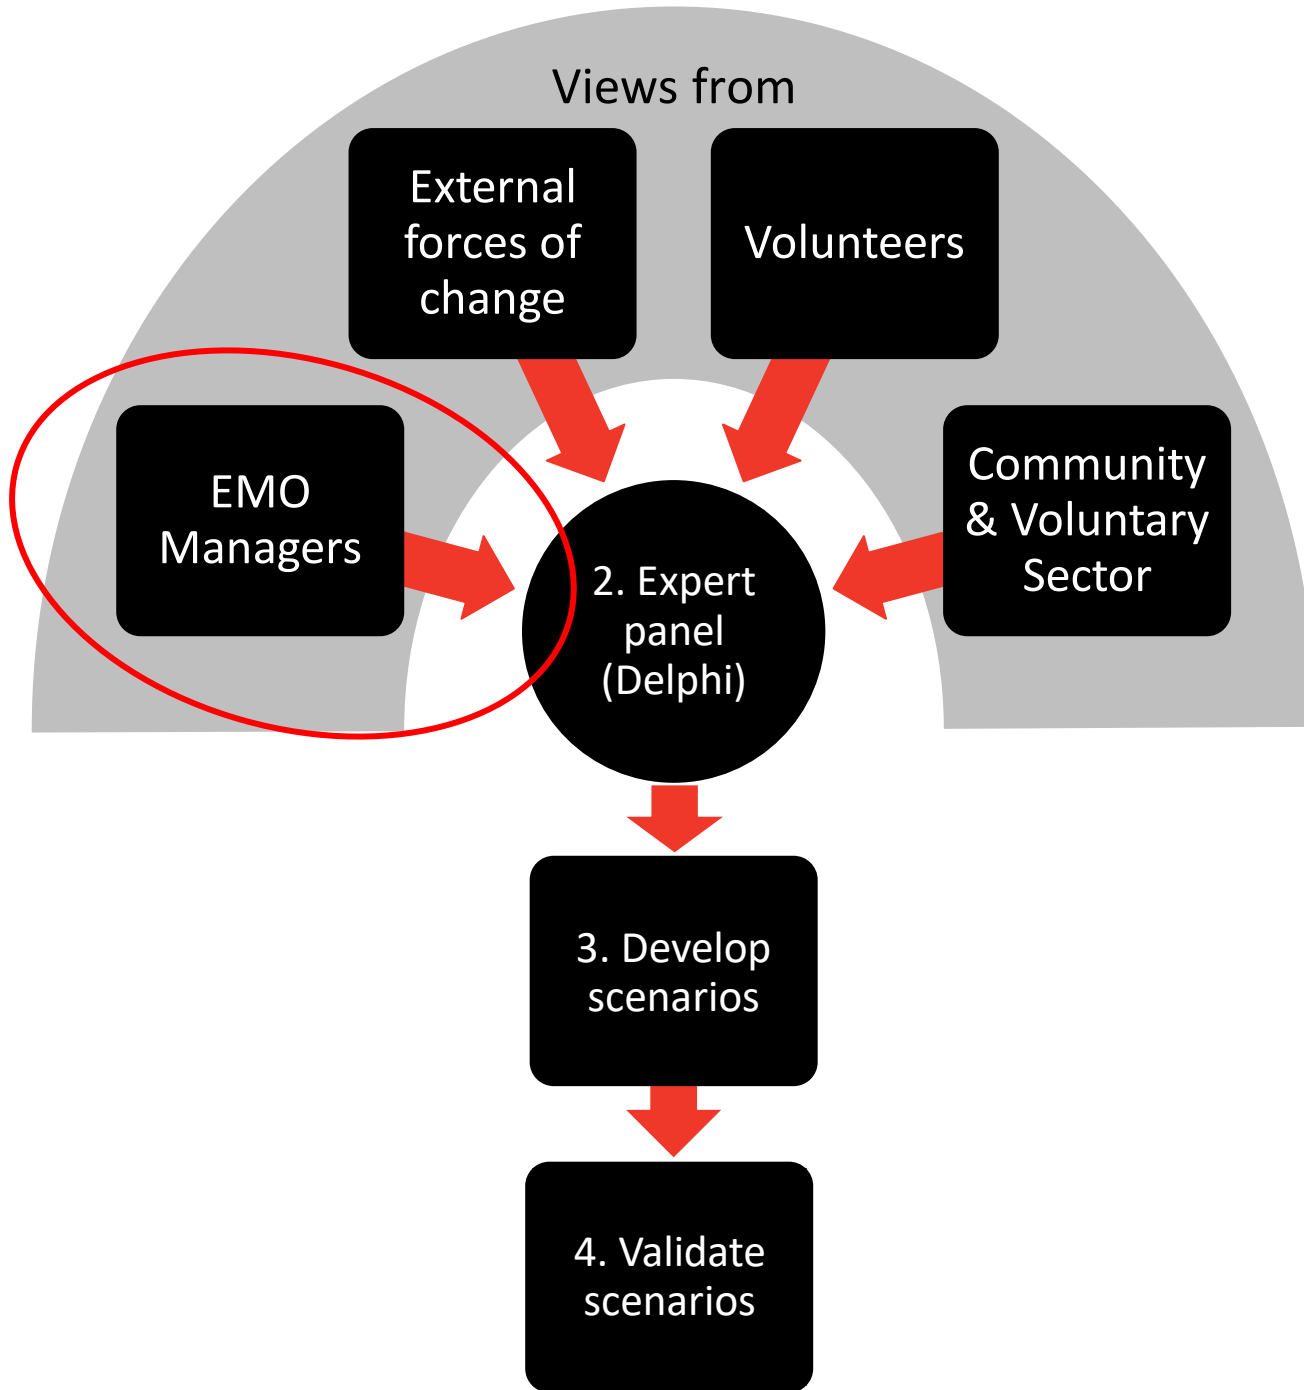 Views from
External
forces of
change
Volunteers
EMO
Managers
Community
& Voluntary
Sector
2. Expert
panel
(Delphi)
3. Develop
scenarios
4. Validate
scenarios